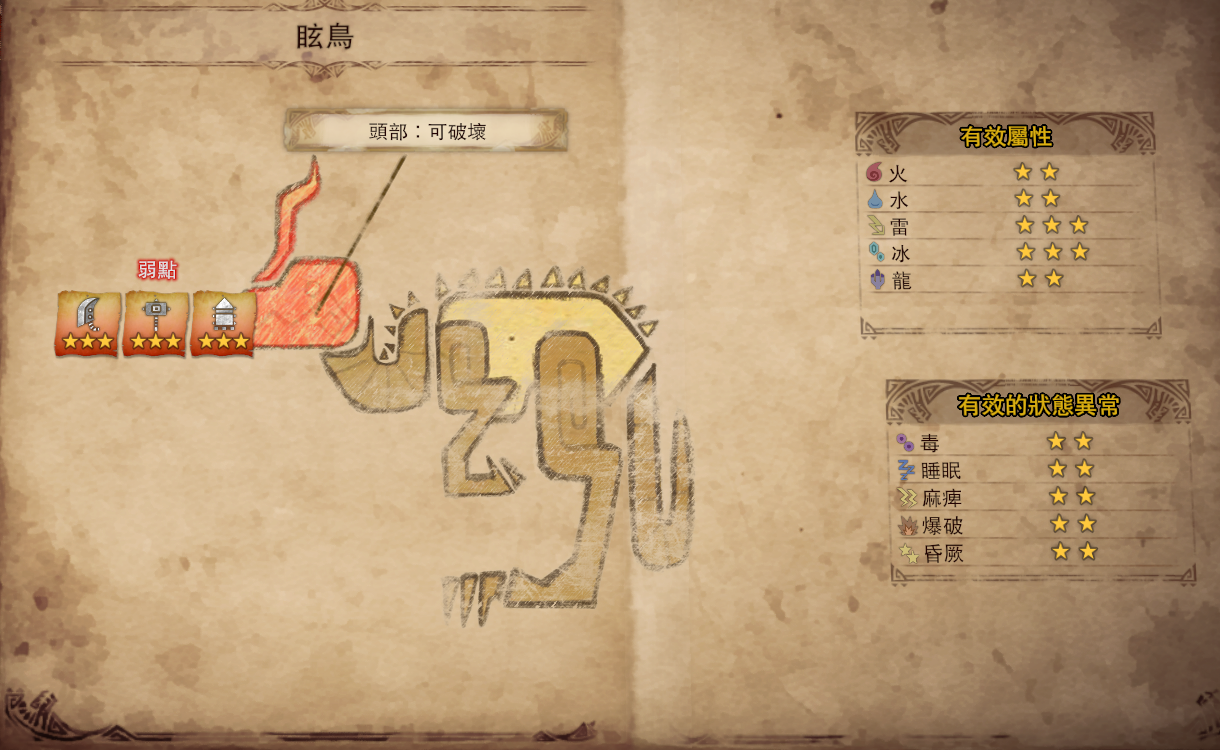 眩鳥
頭部：可破壞
弱點
有效屬性
火
水
雷
冰
龍
有效的狀態異常
毒
睡眠
麻痺
爆破
昏厥